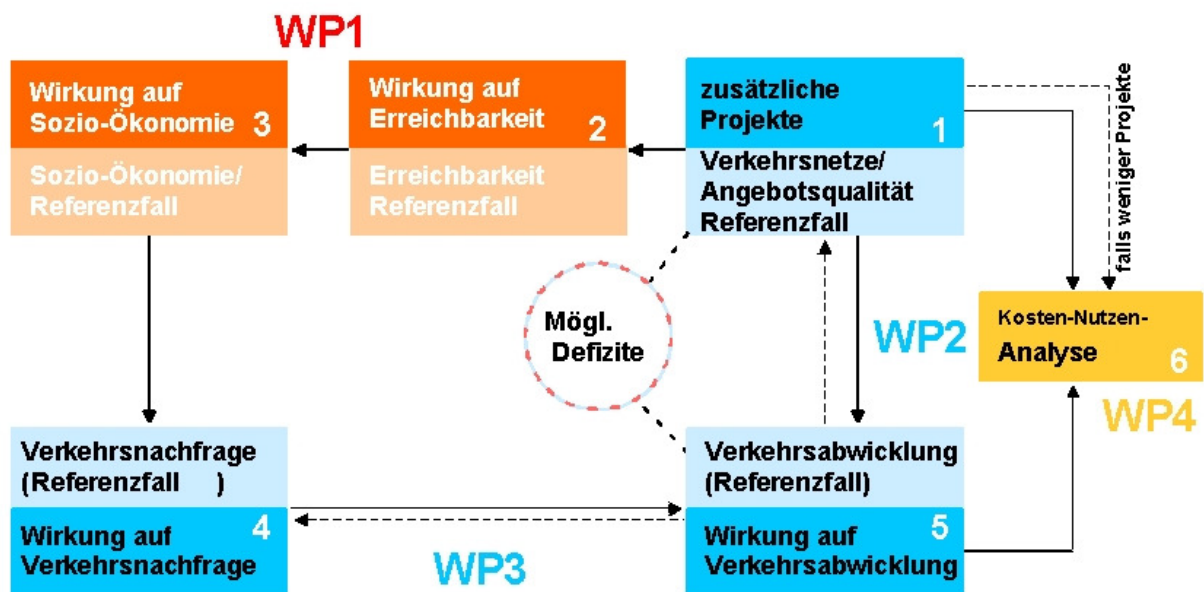 WP1
Wirkung auf
Sozio-Ökonomie 3
Sozio-Ökonomie/
Referenzfall
Wirkung auf
Erreichbarkeit 2
Erreichbarkeit
Referenzfall
zusätzliche
Projekte 1
Verkehrsnetze/
Angebotsqualität
Referenzfall
falls weniger Projekte
Mögl.
Defizite
WP2
Kosten-Nutzen-
Analyse 6
WP4
Verkehrsnachfrage
(Referenzfall )
4
Wirkung auf
Verkehrsnachfrage
WP3
Verkehrsabwicklung
(Referenzfall)
5
Wirkung auf
Verkehrsabwicklung